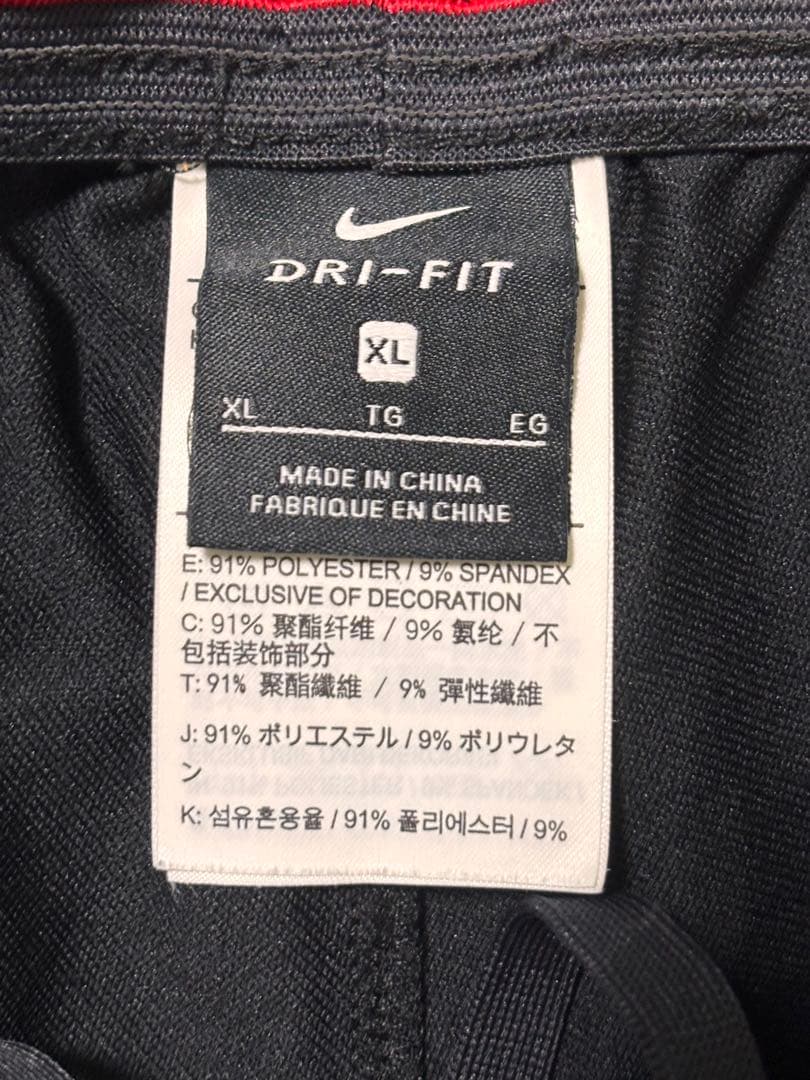 DRI-FIT
XL
XL TG EG
MADE IN CHINA
FABRIQUE EN CHINE
E: 91% POLYESTER / 9% SPANDEX
/ EXCLUSIVE OF DECORATION
C: 91% 聚酯纤维 / 9% 氨纶 / 不
包括装饰部分
T: 91% 聚酯纖維 / 9% 彈性纖維
J: 91% ポリエステル / 9% ポリウレタ
ン
K: 섬유혼용율 / 91% 폴리에스터 / 9%